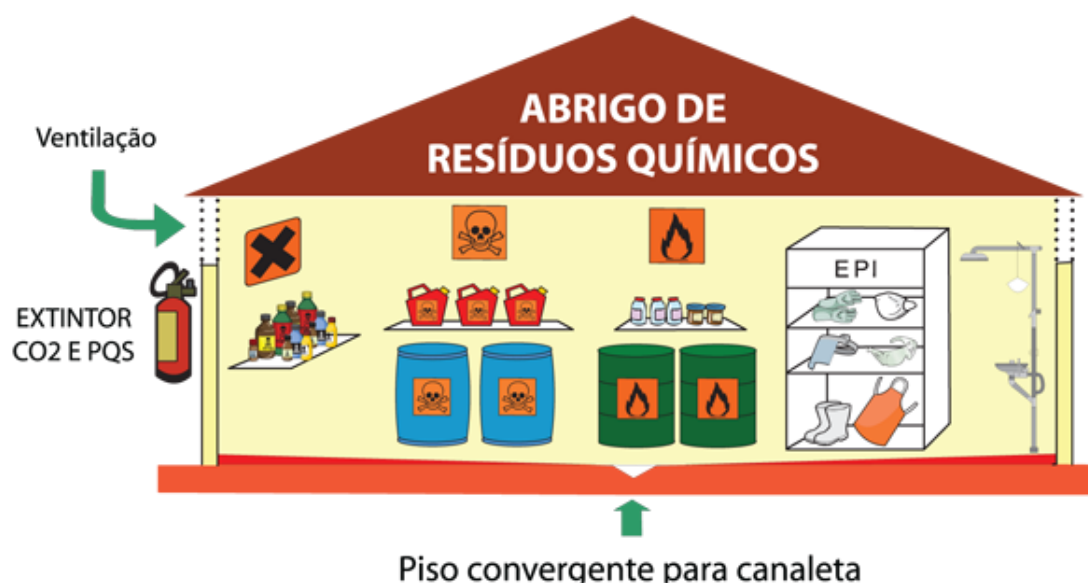 ABRIGO DE
RESÍDUOS QUÍMICOS
Ventilação
EXTINTOR
CO2 E PQS
EPI
Piso convergente para canaleta